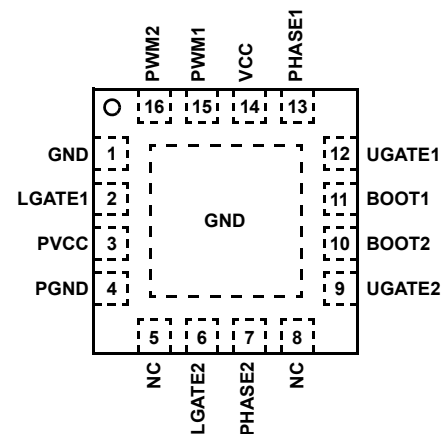 PWM2
PWM1
VCC
PHASE1
16
15
14
13
GND 1
12 UGATE1
LGATE1 2
11 BOOT1
GND
PVCC 3
10 BOOT2
PGND 4
9 UGATE2
5
6
7
8
NC
LGATE2
PHASE2
NC